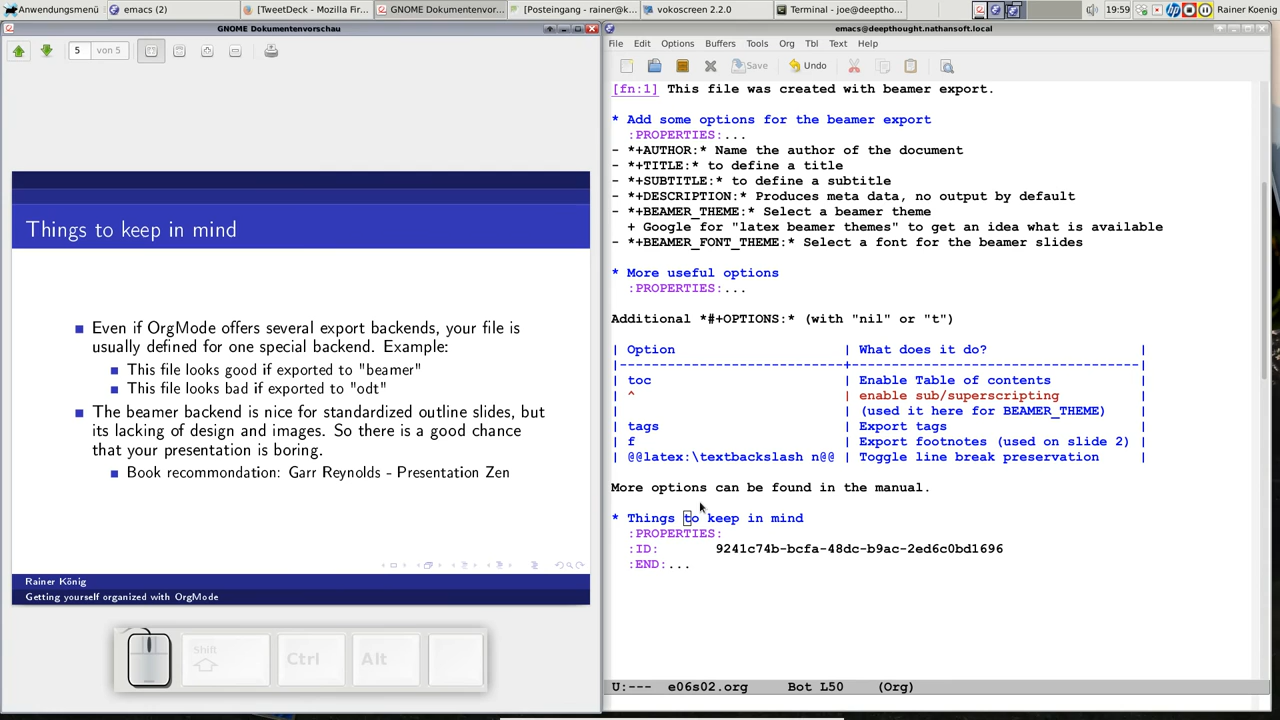 Anwendungsmenü
emacs (2)
[TweetDeck - Mozilla Fir...
GNOME Dokumentenvor...
[Posteingang - rainer@k...
vokoscreen 2.2.0
Terminal - joe@deeptho...
19:59
Rainer Koenig
GNOME Dokumentenvorschau
5 von 5
Things to keep in mind
Even if OrgMode offers several export backends, your file is
usually defined for one special backend. Example:
This file looks good if exported to "beamer"
This file looks bad if exported to "odt"
The beamer backend is nice for standardized outline slides, but
its lacking of design and images. So there is a good chance
that your presentation is boring.
Book recommondation: Garr Reynolds - Presentation Zen
Rainer König
Getting yourself organized with OrgMode
Shift
Ctrl
Alt
emacs@deepthought.nathansoft.local
File Edit Options Buffers Tools Org Tbl Text Help
Save Undo
[fn:1] This file was created with beamer export.
* Add some options for the beamer export
:PROPERTIES:...
- *+AUTHOR:* Name the author of the document
- *+TITLE:* to define a title
- *+SUBTITLE:* to define a subtitle
- *+DESCRIPTION:* Produces meta data, no output by default
- *+BEAMER_THEME:* Select a beamer theme
+ Google for "latex beamer themes" to get an idea what is available
- *+BEAMER_FONT_THEME:* Select a font for the beamer slides
* More useful options
:PROPERTIES:...
Additional *#+OPTIONS:* (with "nil" or "t")
| Option | What does it do? |
|----------------------------+------------------------------------|
| toc | Enable Table of contents |
| ^ | enable sub/superscripting |
| | (used it here for BEAMER_THEME) |
| tags | Export tags |
| f | Export footnotes (used on slide 2) |
| @@latex:\textbackslash n@@ | Toggle line break preservation |
More options can be found in the manual.
* Things to keep in mind
:PROPERTIES:
:ID: 9241c74b-bcfa-48dc-b9ac-2ed6c0bd1696
:END:...
U:--- e06s02.org Bot L50 (Org)